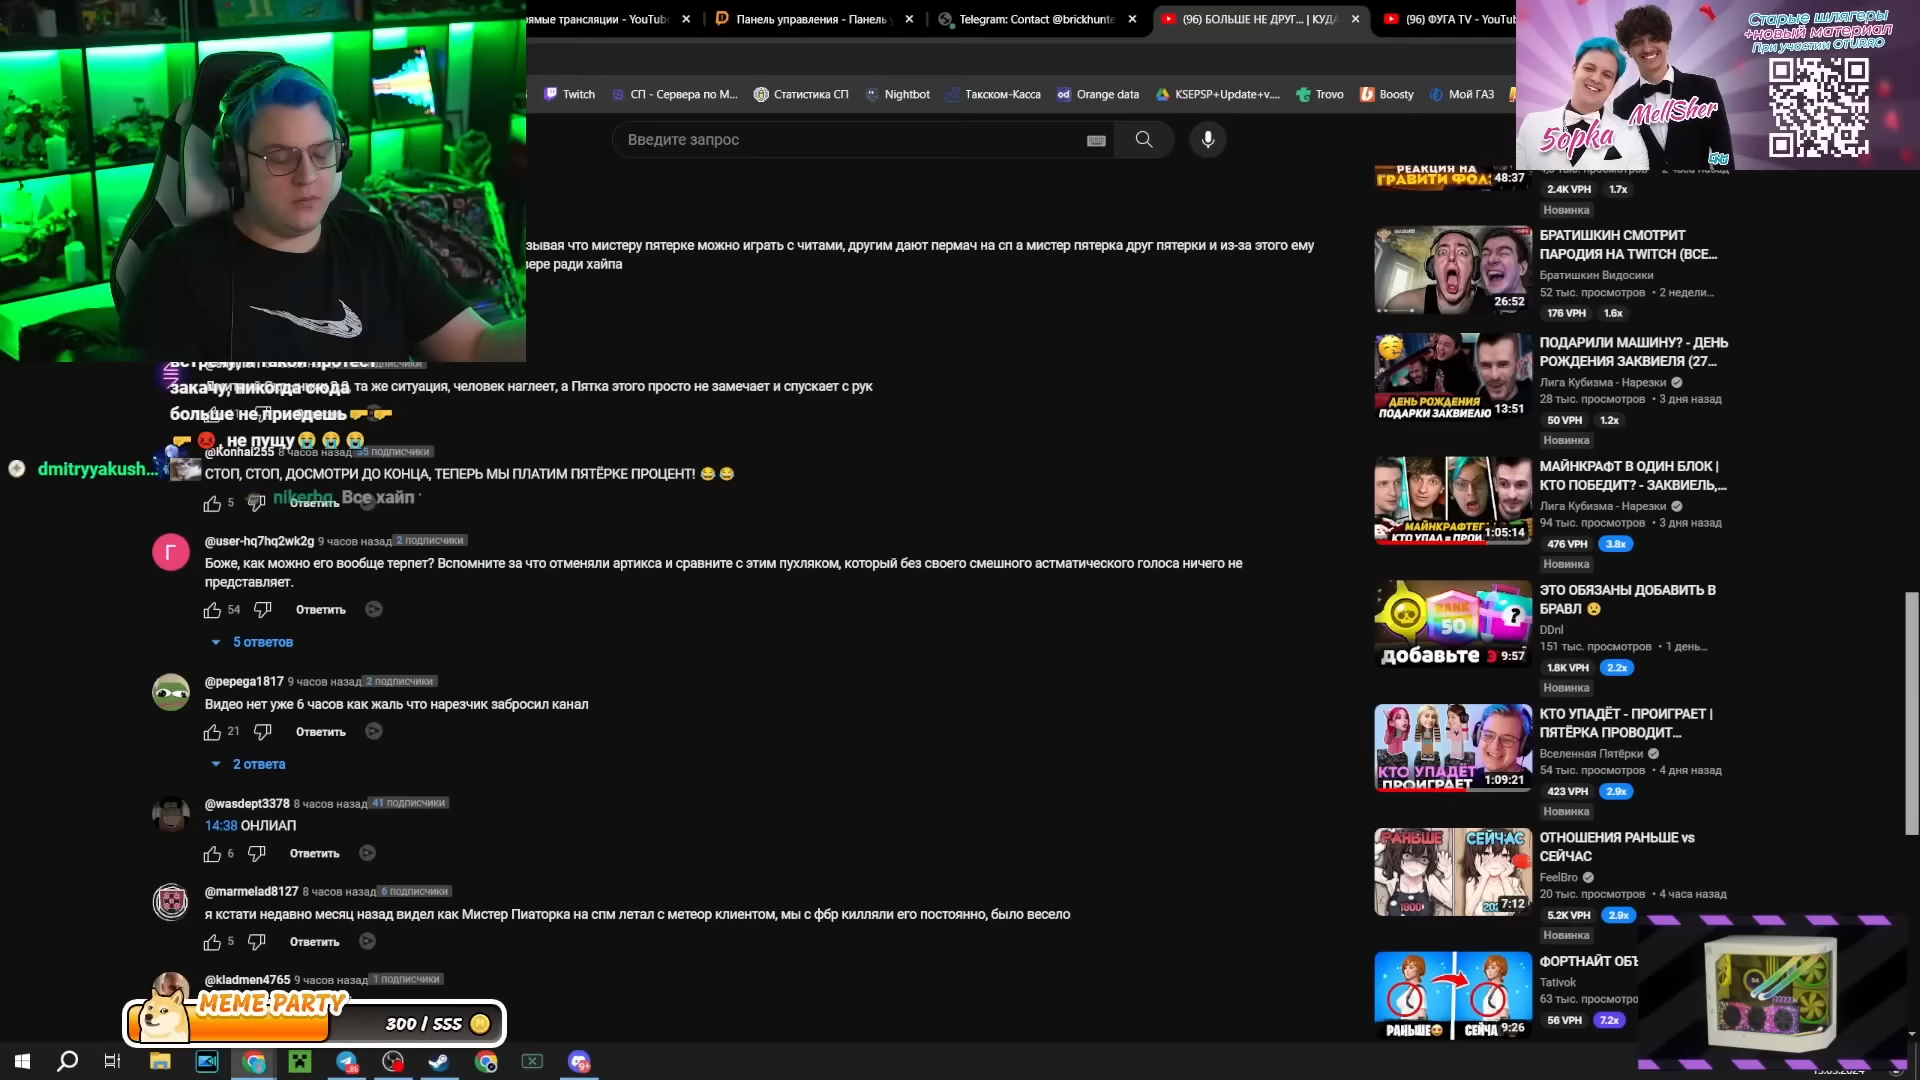 рямые трансляции - YouTube
Панель управления - Панель у
Telegram: Contact @brickhunte
(96) БОЛЬШЕ НЕ ДРУГ... | КУДА
(96) ФУГА TV - YouTub
Twitch
СП - Сервера по М...
Статистика СП
Nightbot
Такском-Касса
Orange data
KSEPSP+Update+v....
Trovo
Boosty
Мой ГАЗ
Введите запрос
Старые шлягеры
+новый материал
При участии OTURRO
5opka
MellSher
зывая что мистеру пятерке можно играть с читами, другим дают пермач на сп а мистер пятерка друг пятерки и из-за этого ему
вере ради хайпа
та же ситуация, человек наглеет, а Пятка этого просто не замечает и спускает с рук
закачу, никогда сюда
больше не приедешь 🤛🤜
🤛 😡 , не пущу😭😭😭
dmitryyakush...
@Konhai255 8 часов назад 35 подписчики
СТОП, СТОП, ДОСМОТРИ ДО КОНЦА, ТЕПЕРЬ МЫ ПЛАТИМ ПЯТЁРКЕ ПРОЦЕНТ! 😂 😂
5 Ответить
nikerhg Все хайп
Г
@user-hq7hq2wk2g 9 часов назад 2 подписчики
Боже, как можно его вообще терпет? Вспомните за что отменяли артикса и сравните с этим пухляком, который без своего смешного астматического голоса ничего не
представляет.
54 Ответить
5 ответов
@pepega1817 9 часов назад 2 подписчики
Видео нет уже 6 часов как жаль что нарезчик забросил канал
21 Ответить
2 ответа
@wasdept3378 8 часов назад 41 подписчики
14:38 ОНЛИАП
6 Ответить
@marmelad8127 8 часов назад 6 подписчики
я кстати недавно месяц назад видел как Мистер Пиаторка на спм летал с метеор клиентом, мы с фбр килляли его постоянно, было весело
5 Ответить
@kladmen4765 9 часов назад 1 подписчики
MEME PARTY
300 / 555
РЕАКЦИЯ НА
ГРАВИТИ ФОЛ
48:37
2.4K VPH 1.7x
Новинка
26:52
БРАТИШКИН СМОТРИТ
ПАРОДИЯ НА TWITCH (ВСЕ...
Братишкин Видосики
52 тыс. просмотров • 2 недели...
176 VPH 1.6x
ДЕНЬ РОЖДЕНИЯ
ПОДАРКИ ЗАКВИЕЛЮ
13:51
ПОДАРИЛИ МАШИНУ? - ДЕНЬ
РОЖДЕНИЯ ЗАКВИЕЛЯ (27...
Лига Кубизма - Нарезки
28 тыс. просмотров • 3 дня назад
50 VPH 1.2x
Новинка
МАЙНКРАФТЕР
КТО УПАЛ = ПРОИ
1:05:14
МАЙНКРАФТ В ОДИН БЛОК |
КТО ПОБЕДИТ? - ЗАКВИЕЛЬ,...
Лига Кубизма - Нарезки
94 тыс. просмотров • 3 дня назад
476 VPH 3.8x
Новинка
RANK
50
?
добавьте э
9:57
ЭТО ОБЯЗАНЫ ДОБАВИТЬ В
БРАВЛ 😢
DDnl
151 тыс. просмотров • 1 день...
1.8K VPH 2.2x
Новинка
КТО УПАДЁТ
ПРОИГРАЕТ
1:09:21
КТО УПАДЁТ - ПРОИГРАЕТ |
ПЯТЁРКА ПРОВОДИТ...
Вселенная Пятёрки
54 тыс. просмотров • 4 дня назад
423 VPH 2.9x
Новинка
РАНЬШЕ СЕЙЧАС
1900
7:12
ОТНОШЕНИЯ РАНЬШЕ vs
СЕЙЧАС
FeelBro
20 тыс. просмотров • 4 часа назад
5.2K VPH 2.9x
Новинка
РАНЬШЕ
СЕЙЧА
9:26
ФОРТНАЙТ ОБЪ
Tativok
63 тыс. просмотро
56 VPH 7.2x